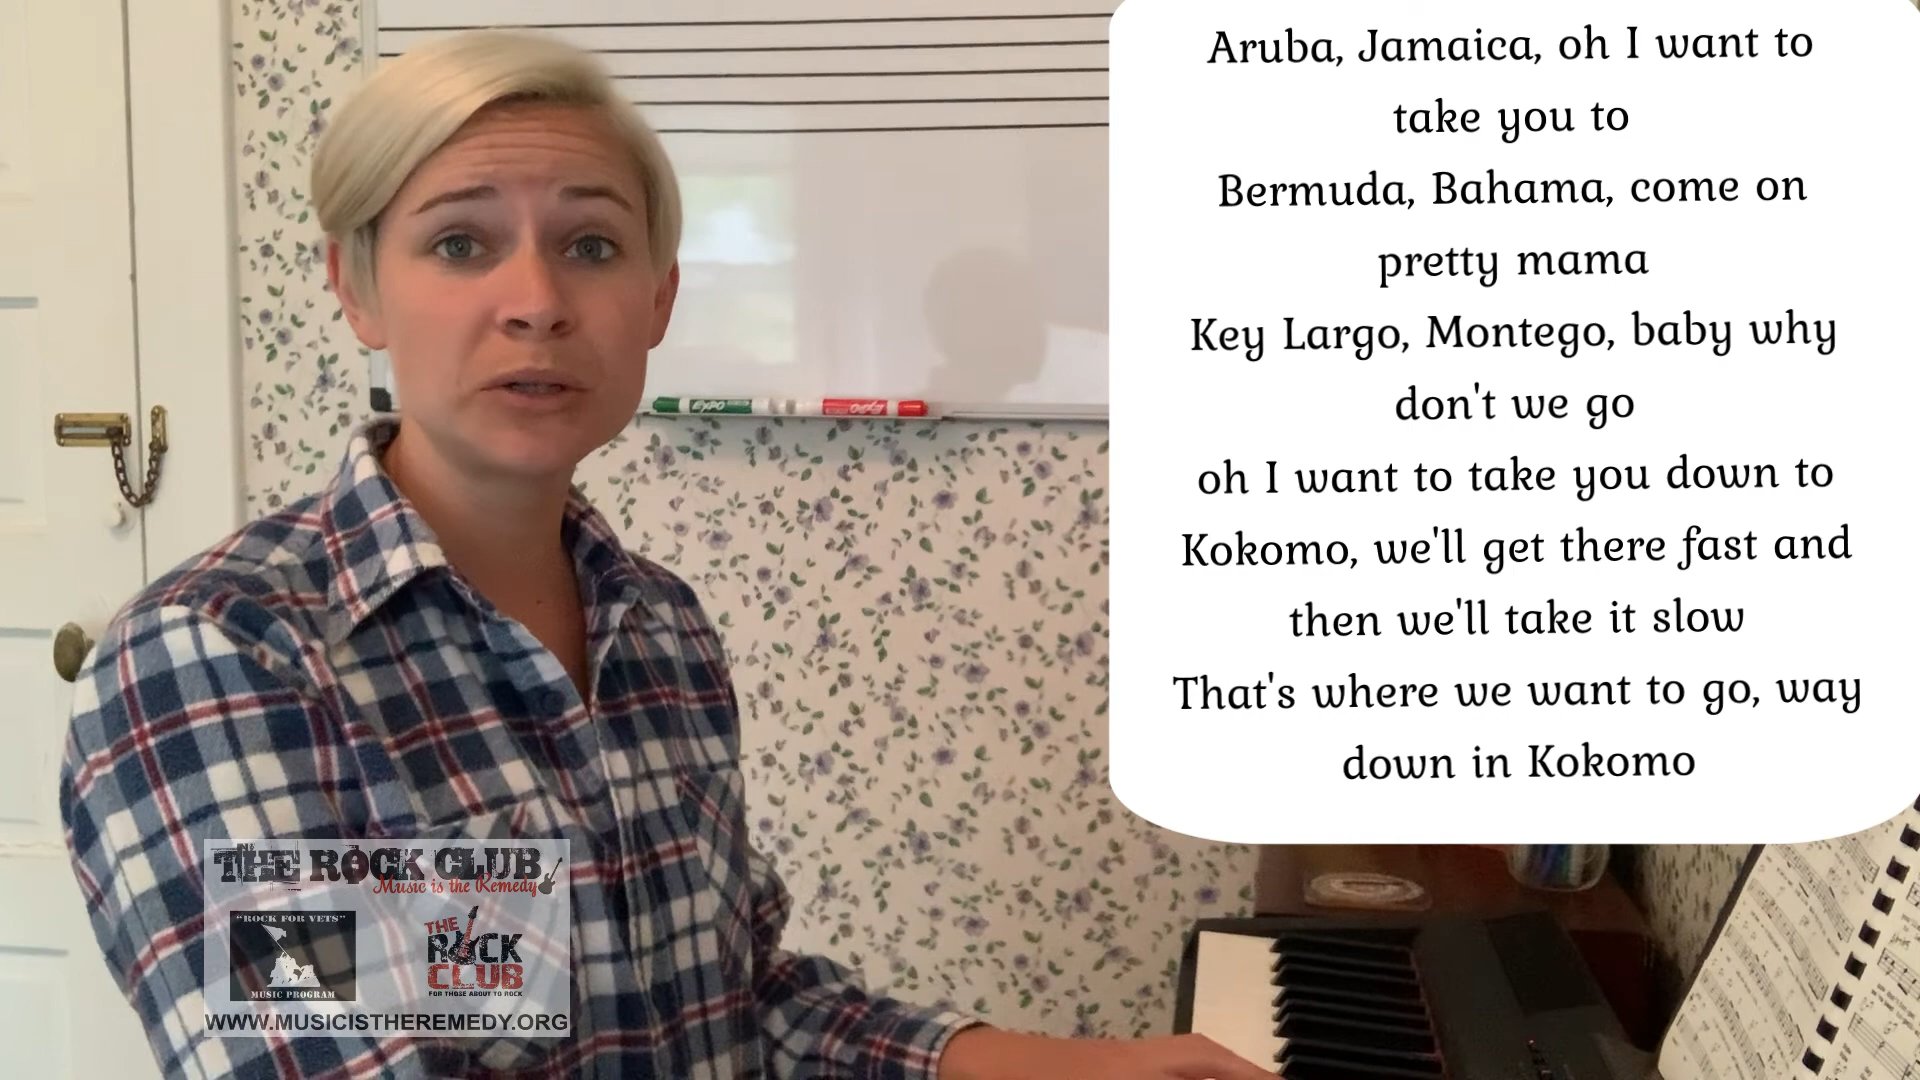 Aruba, Jamaica, oh I want to
take you to
Bermuda, Bahama, come on
pretty mama
Key Largo, Montego, baby why
don't we go
oh I want to take you down to
Kokomo, we'll get there fast and
then we'll take it slow
That's where we want to go, way
down in Kokomo
EXPO
EXPO
THE ROCK CLUB
Music is the Remedy
"ROCK FOR VETS"
MUSIC PROGRAM
THE
ROCK
CLUB
FOR THOSE ABOUT TO ROCK
WWW.MUSICISTHEREMEDY.ORG